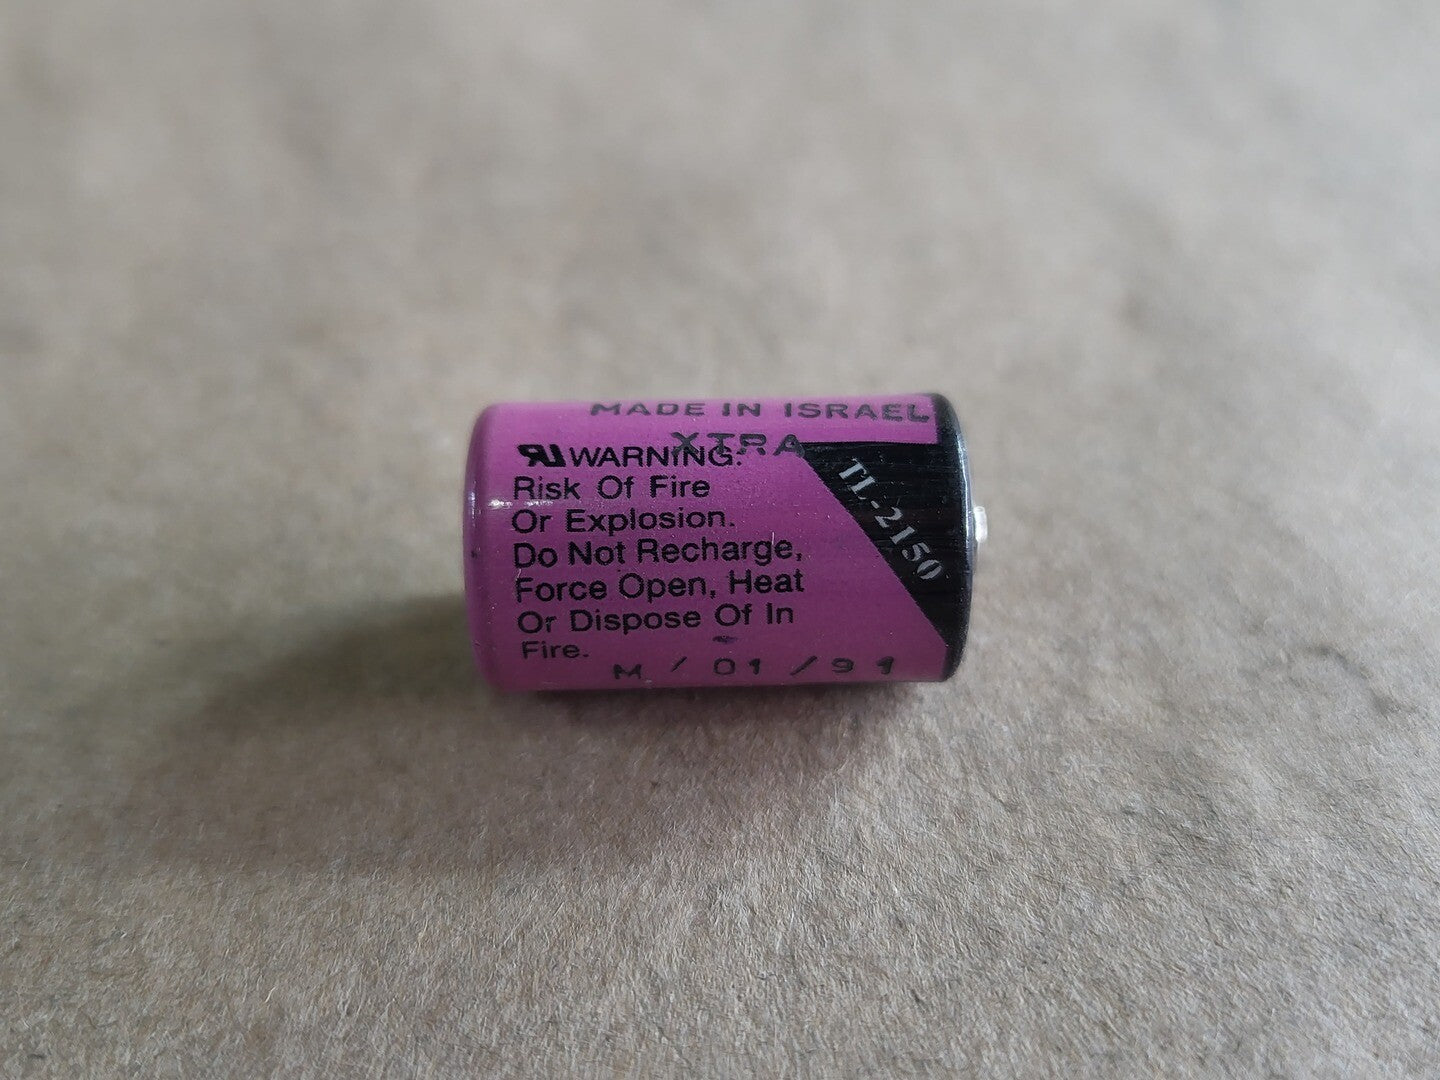 MADE IN ISRAEL
XTRA
WARNING:
Risk Of Fire
Or Explosion.
Do Not Recharge,
Force Open, Heat
Or Dispose Of In
Fire.
M / 01 / 91
TL-2150